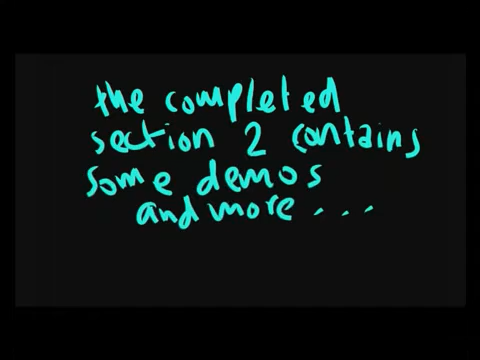 the completed
section 2 contains
some demos
and more...